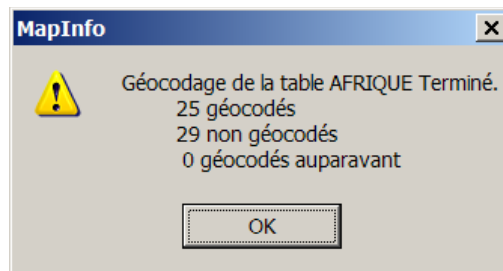 MapInfo
Géocodage de la table AFRIQUE Terminé.
25 géocodés
29 non géocodés
0 géocodés auparavant
OK